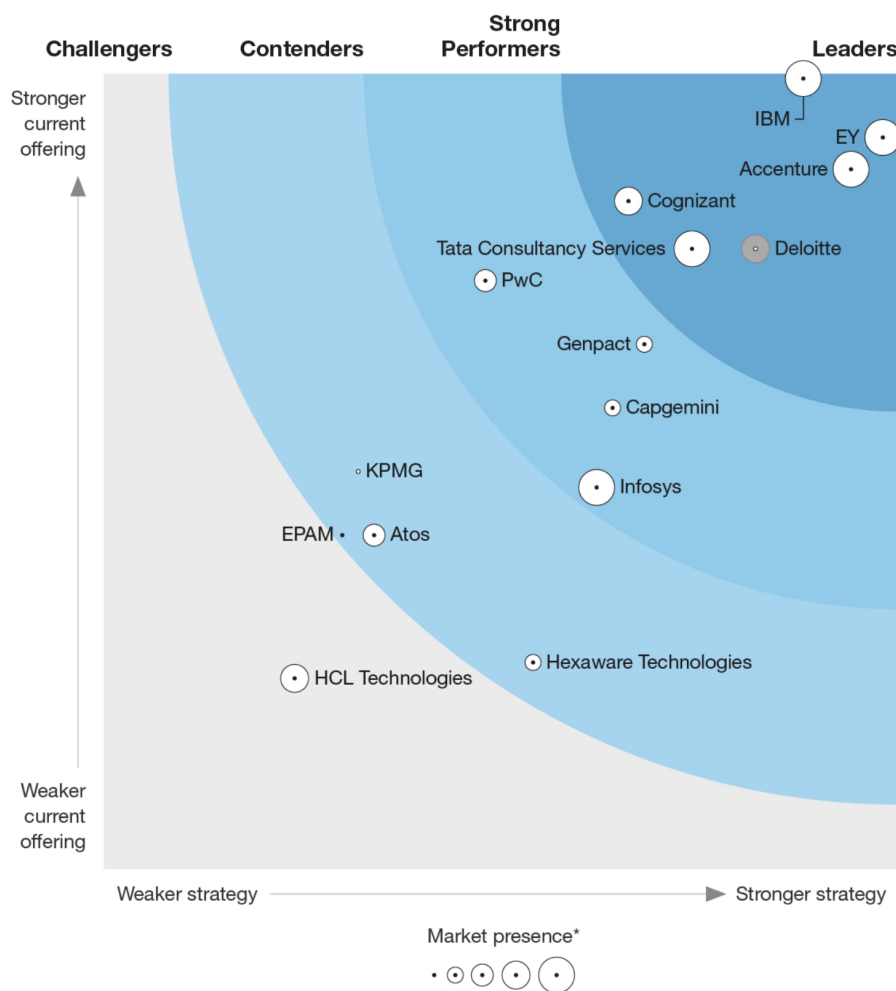 Strong
Challengers Contenders Performers Leaders
Stronger
current
offering
IBM
EY
Accenture
Cognizant
Tata Consultancy Services Deloitte
PwC
Genpact
Capgemini
KPMG
Infosys
EPAM Atos
Hexaware Technologies
HCL Technologies
Weaker
current
offering
Weaker strategy Stronger strategy
Market presence*